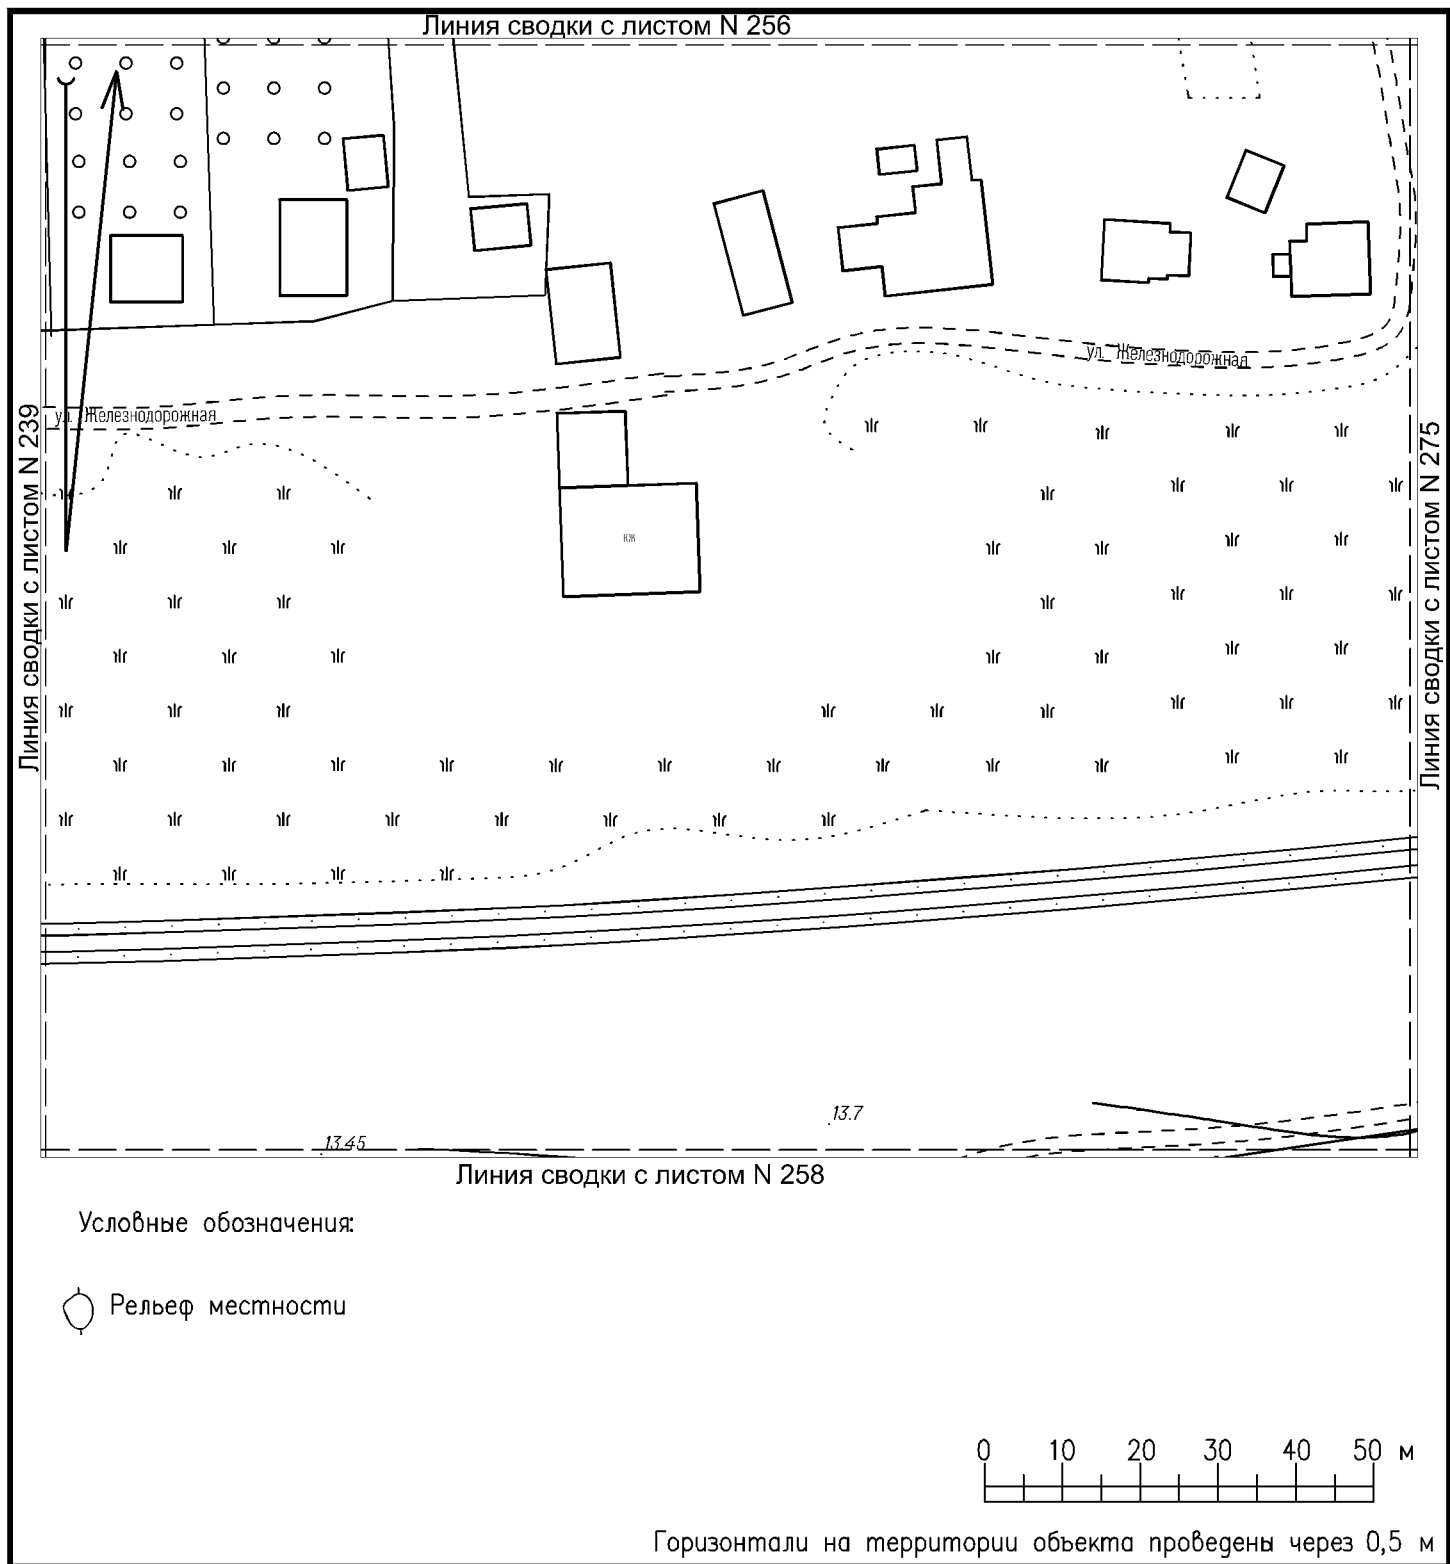 Линия сводки с листом N 256
ул. Железнодорожная
ул. Железнодорожная
Линия сводки с листом N 239
Линия сводки с листом N 275
кж
13.7
13.45
Линия сводки с листом N 258
Условные обозначения:
Рельеф местности
0 10 20 30 40 50 м
Горизонтали на территории объекта проведены через 0,5 м